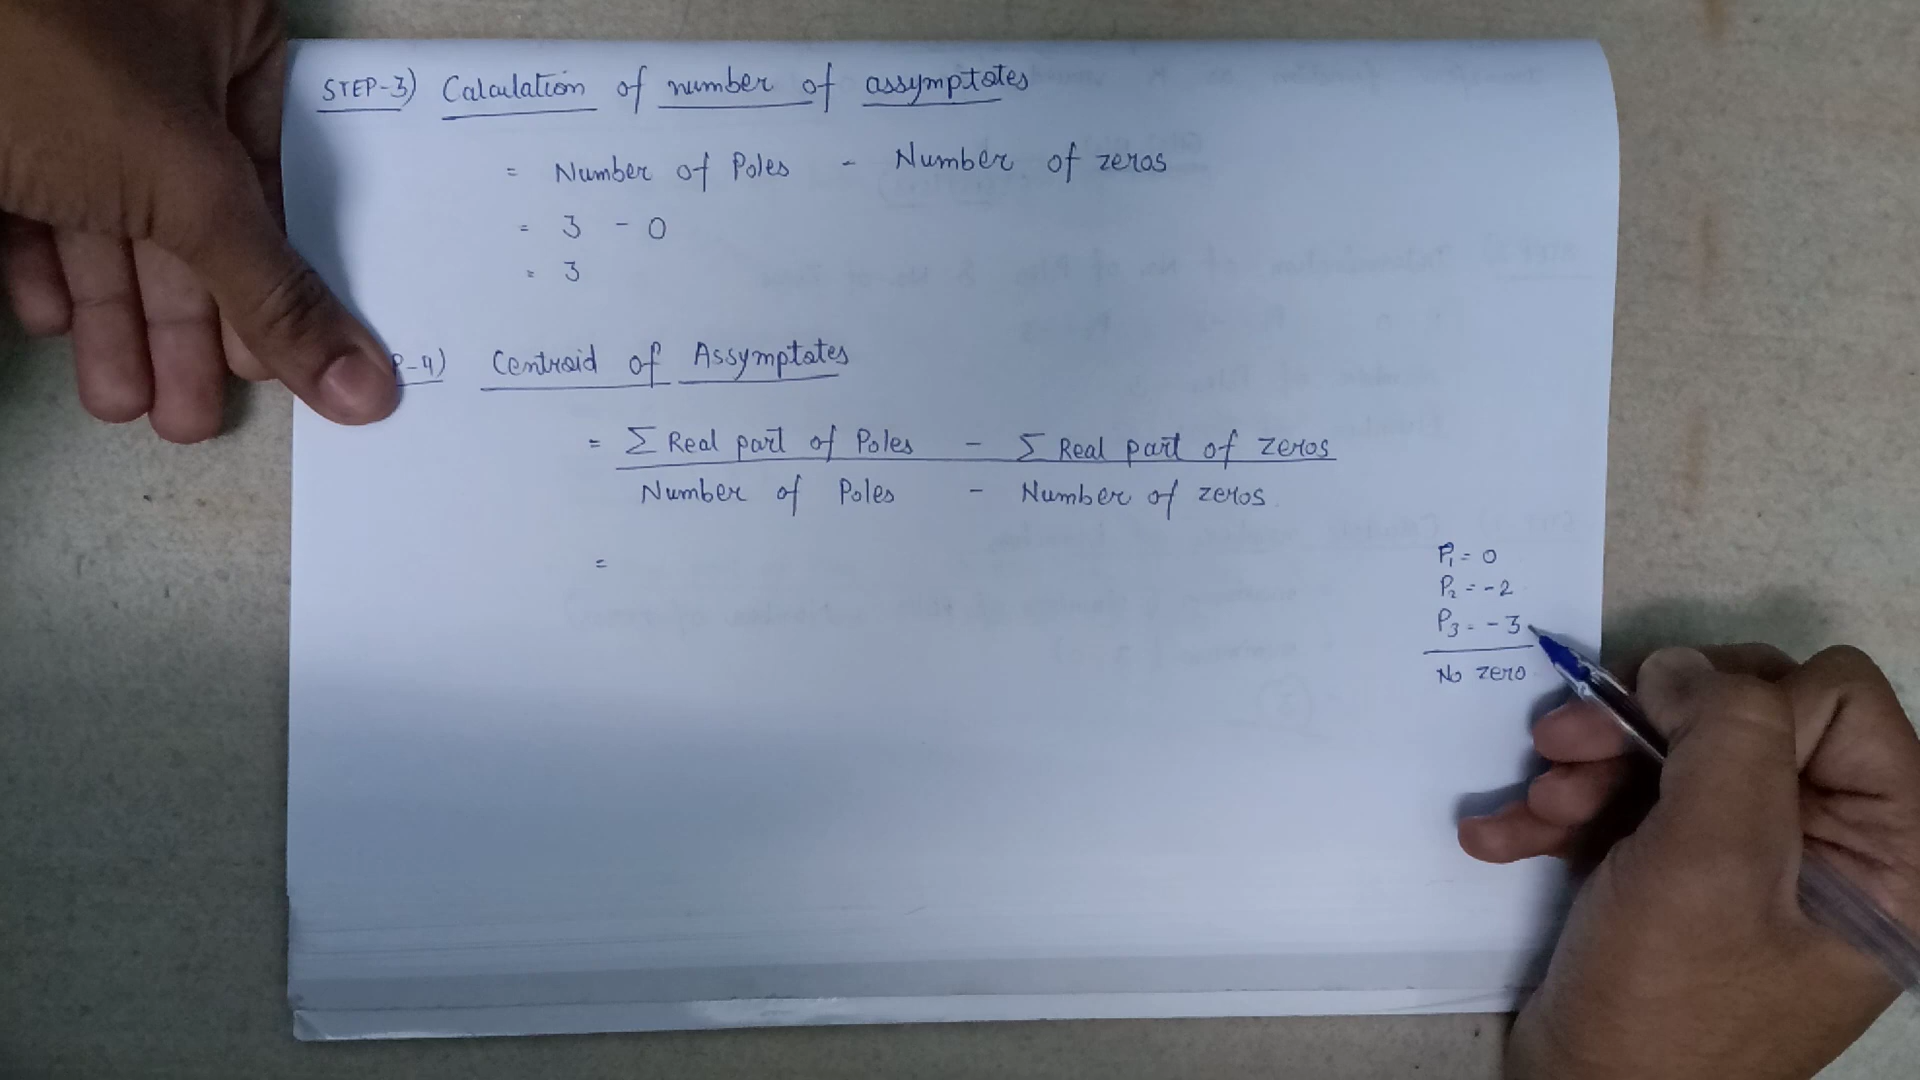 STEP-3) Calculation of number of assymptotes
= Number of Poles - Number of zeros
= 3 - 0
= 3
P-4) Centroid of Assymptotes
= Σ Real part of Poles - Σ Real part of zeros
Number of Poles - Number of zeros
=
P1 = 0
P2 = -2
P3 = -3
No zero